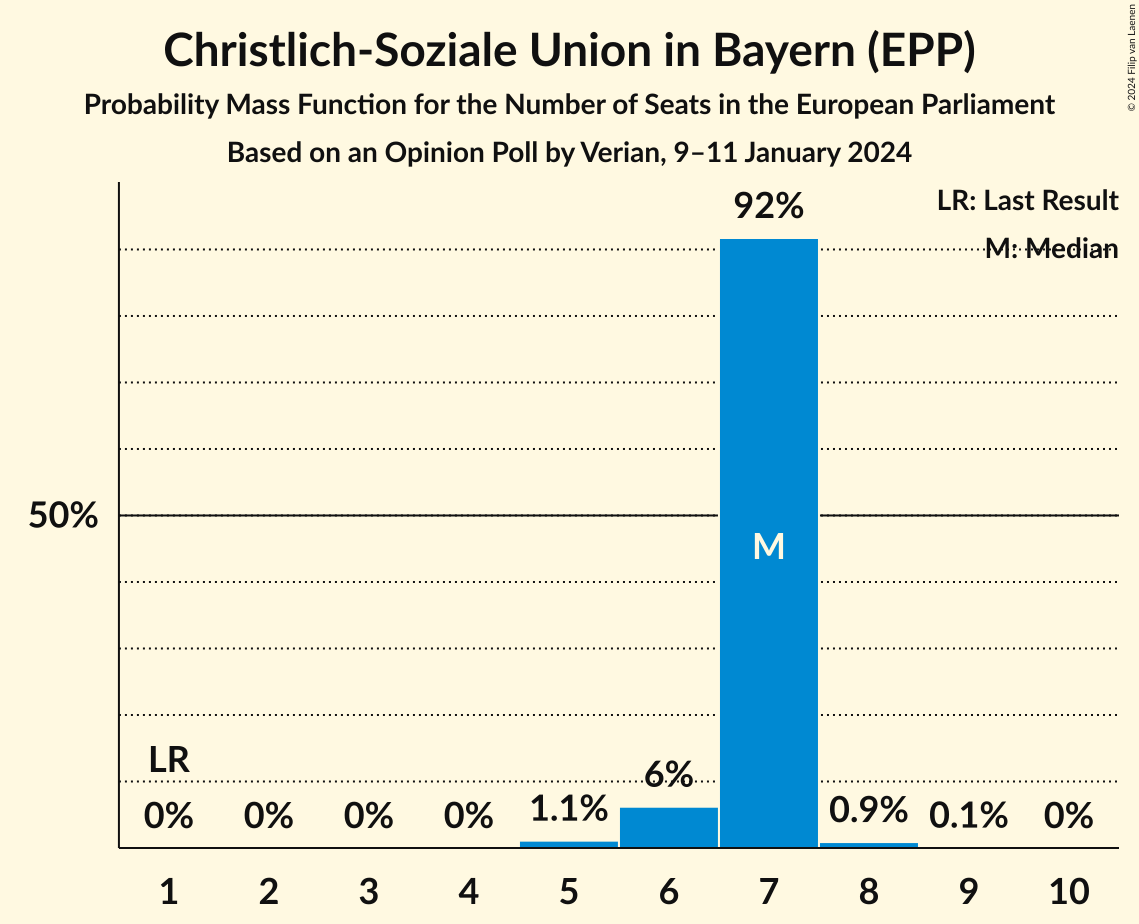 Christlich-Soziale Union in Bayern (EPP)
Probability Mass Function for the Number of Seats in the European Parliament
Based on an Opinion Poll by Verian, 9–11 January 2024
© 2024 Filip van Laenen
LR: Last Result
M: Median
92%
50%
M
LR
0%
0%
0%
0%
1.1%
6%
0.9%
0.1%
0%
1 2 3 4 5 6 7 8 9 10